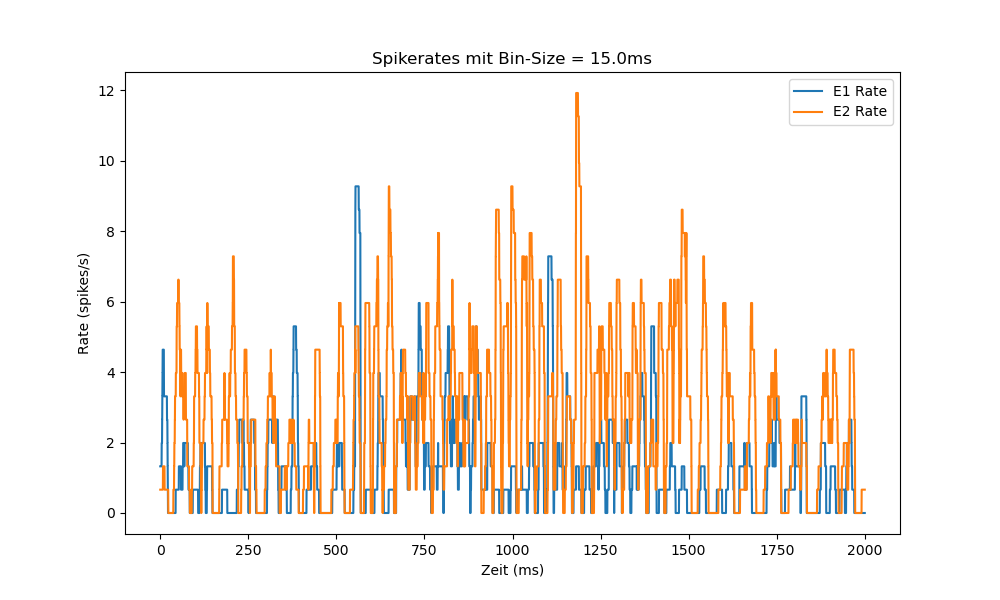 Spikerates mit Bin-Size = 15.0ms
E1 Rate
E2 Rate
12
10
8
6
4
2
0
Rate (spikes/s)
0 250 500 750 1000 1250 1500 1750 2000
Zeit (ms)